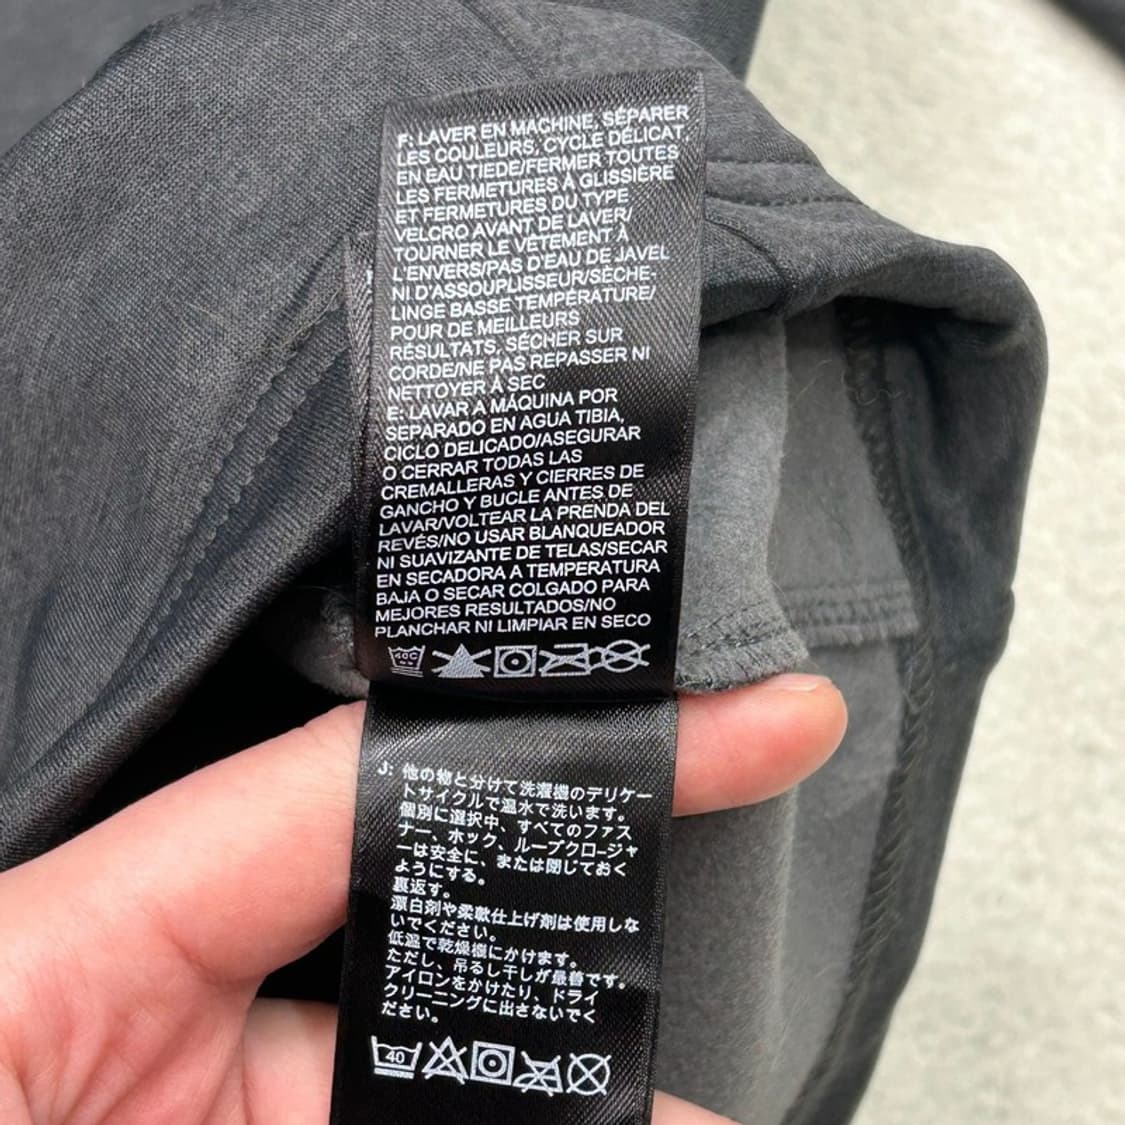 F: LAVER EN MACHINE, SÉPARER
LES COULEURS, CYCLE DÉLICAT,
EN EAU TIEDE/FERMER TOUTES
LES FERMETURES À GLISSIÈRE
ET FERMETURES DU TYPE
VELCRO AVANT DE LAVER/
TOURNER LE VÊTEMENT À
L'ENVERS/PAS D'EAU DE JAVEL
NI D'ASSOUPLISSEUR/SÈCHE-
LINGE BASSE TEMPÉRATURE/
POUR DE MEILLEURS
RÉSULTATS, SÉCHER SUR
CORDE/NE PAS REPASSER NI
NETTOYER À SEC
E: LAVAR A MÁQUINA POR
SEPARADO EN AGUA TIBIA,
CICLO DELICADO/ASEGURAR
O CERRAR TODAS LAS
CREMALLERAS Y CIERRES DE
GANCHO Y BUCLE ANTES DE
LAVAR/VOLTEAR LA PRENDA DEL
REVÉS/NO USAR BLANQUEADOR
NI SUAVIZANTE DE TELAS/SECAR
EN SECADORA A TEMPERATURA
BAJA O SECAR COLGADO PARA
MEJORES RESULTADOS/NO
PLANCHAR NI LIMPIAR EN SECO
40C
J: 他の物と分けて洗濯機のデリケー
トサイクルで温水で洗います。
個別に選択中、すべてのファス
ナー、ホック、ループクロージャ
ーは安全に、または閉じておく
ようにする。
裏返す。
漂白剤や柔軟仕上げ剤は使用しな
いでください。
低温で乾燥機にかけます。
ただし、吊るし干しが最善です。
アイロンをかけたり、ドライ
クリーニングに出さないでく
ださい。
40